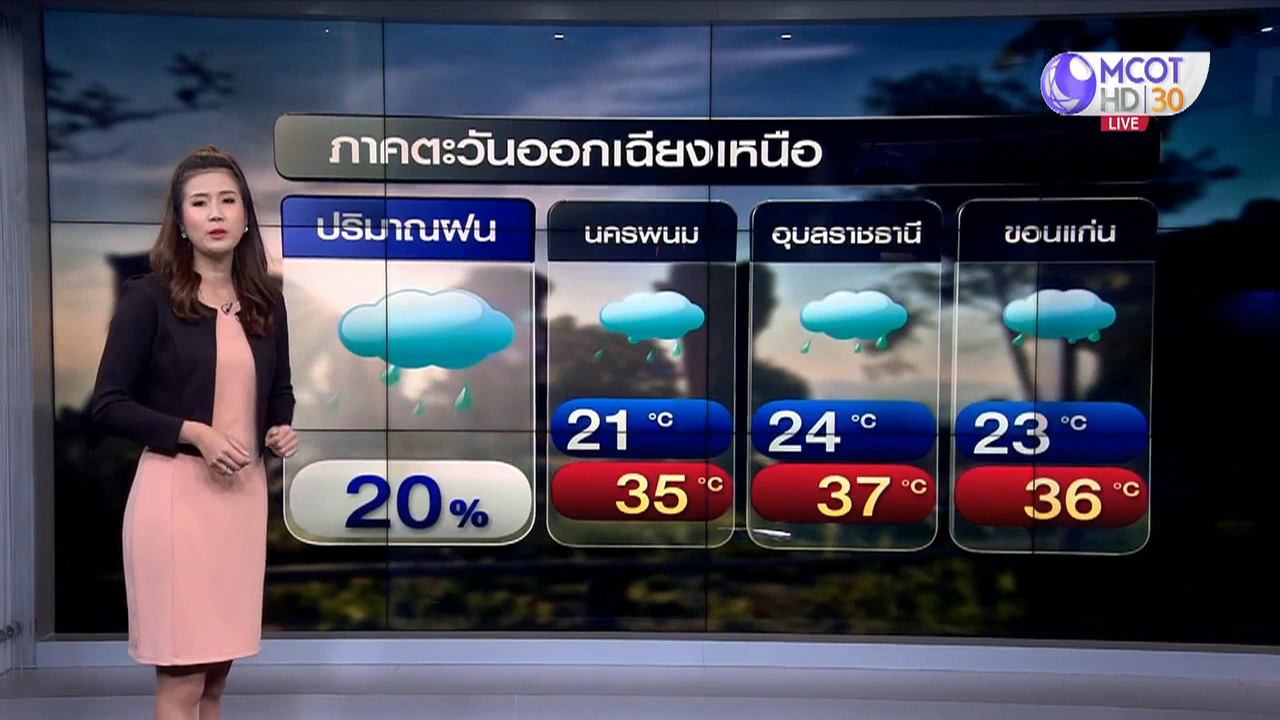 MCOT
HD 30
LIVE
ภาคตะวันออกเฉียงเหนือ
ปริมาณฝน
20%
นครพนม
21 °C
35 °C
อุบลราชธานี
24 °C
37 °C
ขอนแก่น
23 °C
36 °C